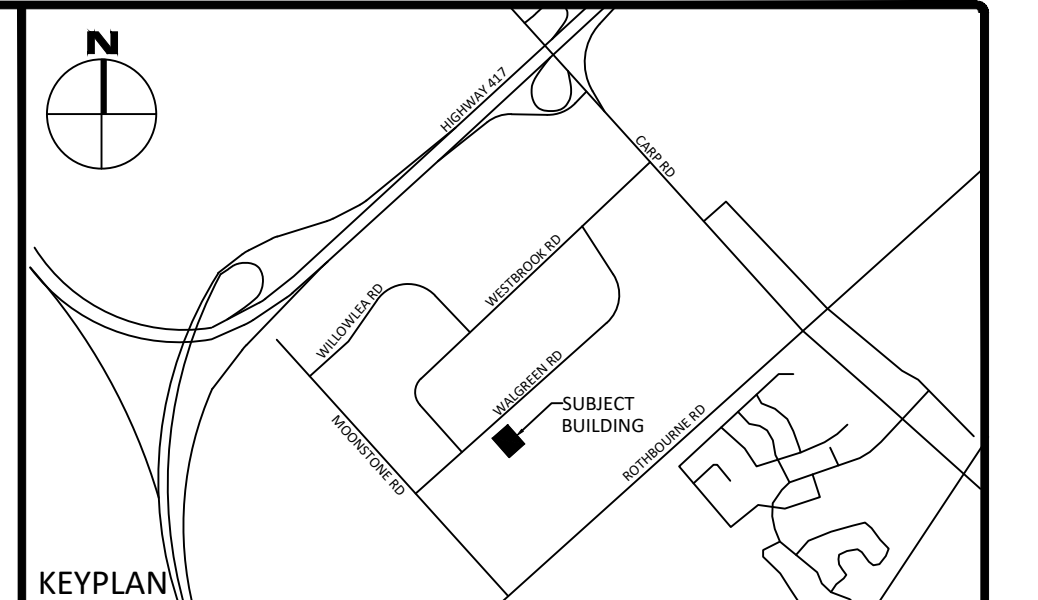 N
HIGHWAY 417
CARP RD
WESTBROOK RD
WILLOWLEA RD
WALGREEN RD
SUBJECT
BUILDING
MOONSTONE RD
ROTHBOURNE RD
KEYPLAN